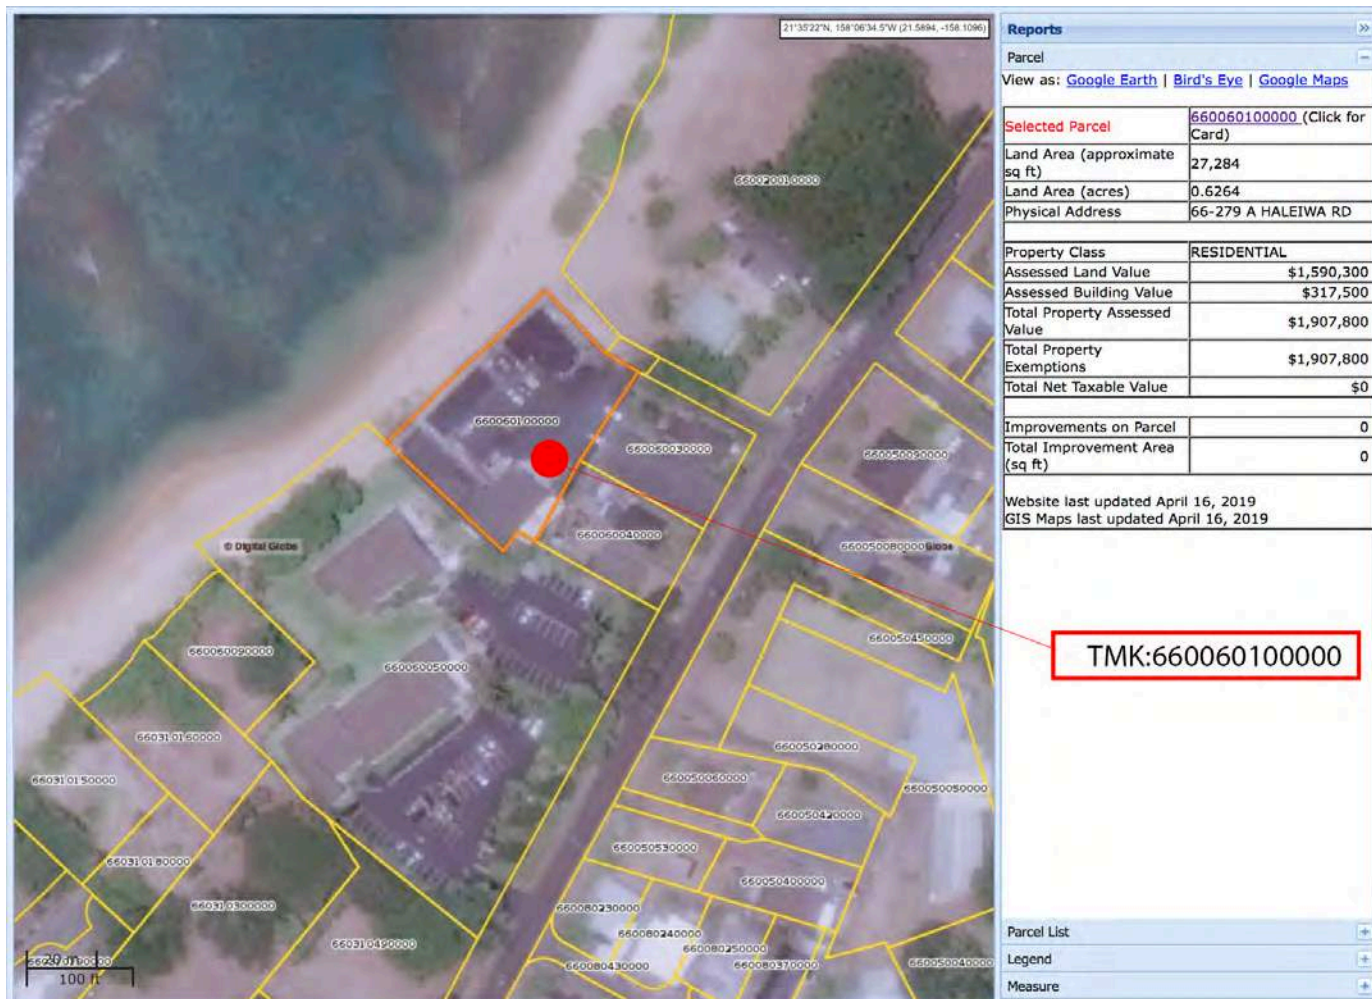 21°35'22"N, 158°06'34.5"W (21.5894, -158.1096)
660020010000
660060100000
660060030000
660050090000
660060040000
660050080000
Globe
© Digital Globe
660050450000
660060090000
660060050000
660310160000
660050280000
660310150000
660050060000
660050050000
660050420000
660050530000
660310180000
660050400000
660310300000
660080230000
660080240000
660310490000
660080250000
660080430000
660080370000
660050040000
20 m
100 ft
Reports
Parcel
View as: Google Earth | Bird's Eye | Google Maps
Selected Parcel 660060100000 (Click for
Card)
Land Area (approximate
sq ft) 27,284
Land Area (acres) 0.6264
Physical Address 66-279 A HALEIWA RD
Property Class RESIDENTIAL
Assessed Land Value $1,590,300
Assessed Building Value $317,500
Total Property Assessed
Value $1,907,800
Total Property
Exemptions $1,907,800
Total Net Taxable Value $0
Improvements on Parcel 0
Total Improvement Area
(sq ft) 0
Website last updated April 16, 2019
GIS Maps last updated April 16, 2019
TMK:660060100000
Parcel List
Legend
Measure